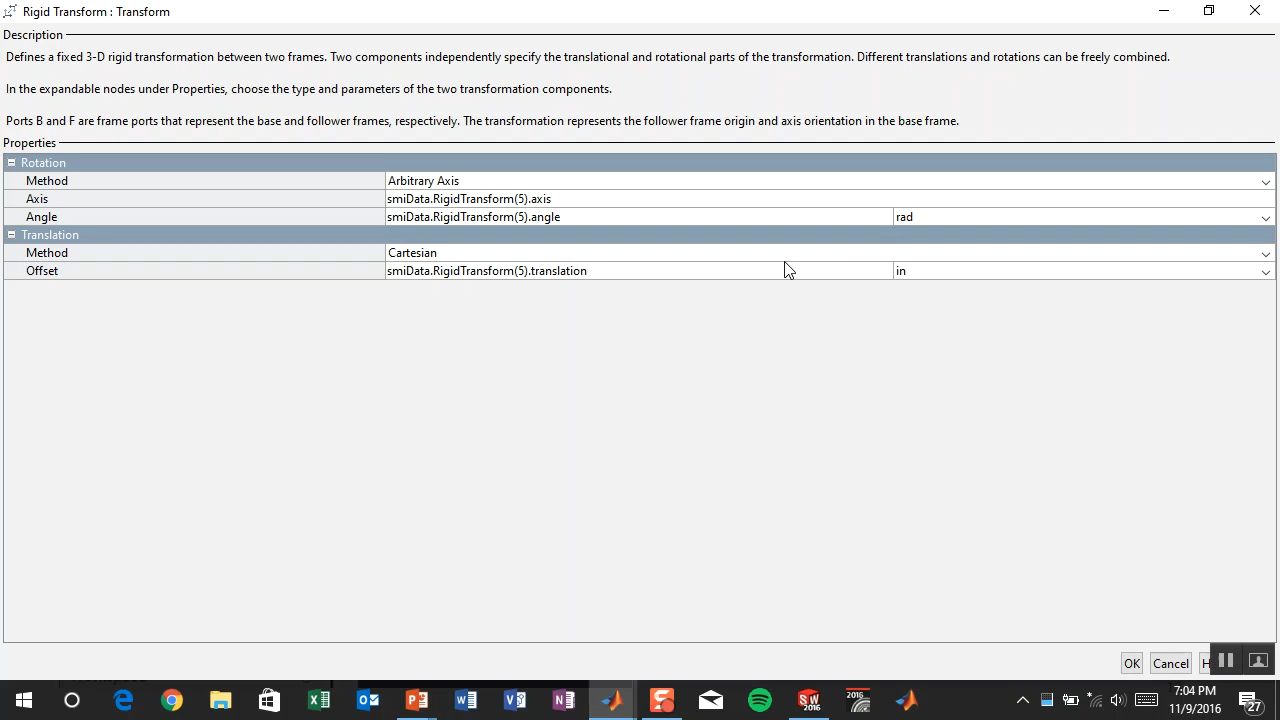 Rigid Transform : Transform
Description
Defines a fixed 3-D rigid transformation between two frames. Two components independently specify the translational and rotational parts of the transformation. Different translations and rotations can be freely combined.
In the expandable nodes under Properties, choose the type and parameters of the two transformation components.
Ports B and F are frame ports that represent the base and follower frames, respectively. The transformation represents the follower frame origin and axis orientation in the base frame.
Properties
Rotation
Method Arbitrary Axis
Axis smiData.RigidTransform(5).axis
Angle smiData.RigidTransform(5).angle rad
Translation
Method Cartesian
Offset smiData.RigidTransform(5).translation in
OK Cancel H
7:04 PM
11/9/2016
27
SW
2016
2016